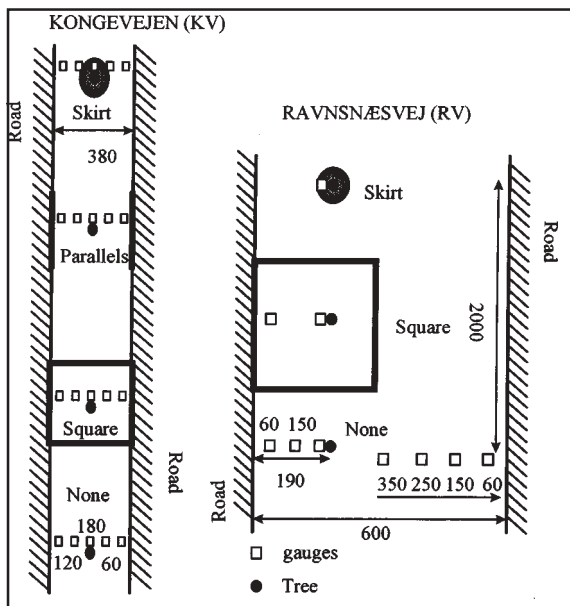 KONGEVEJEN (KV)
Road
Skirt
380
Parallels
Square
Road
None
180
120 60
RAVNSNÆSVEJ (RV)
Skirt
Road
2000
Square
60 150 None
190
350 250 150 60
Road
600
gauges
Tree